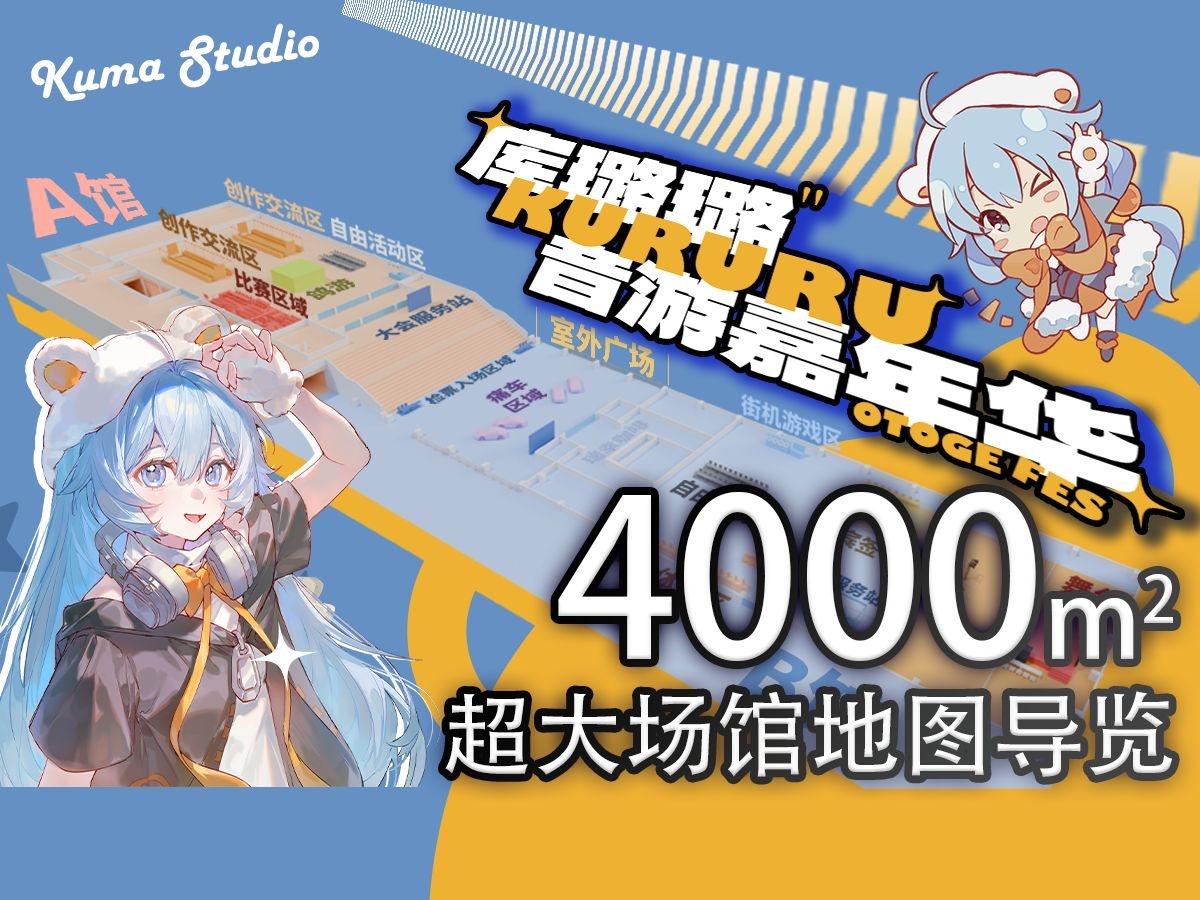 Kuma Studio
A馆
创作交流区
创作交流区
自由活动区
比赛区域
鸽游
大会服务站
检票入场区域
室外广场
痛车
区域
街机游戏区
库璐璐"
KURURU
音游嘉年华
OTOGE FES
4000m²
超大场馆地图导览